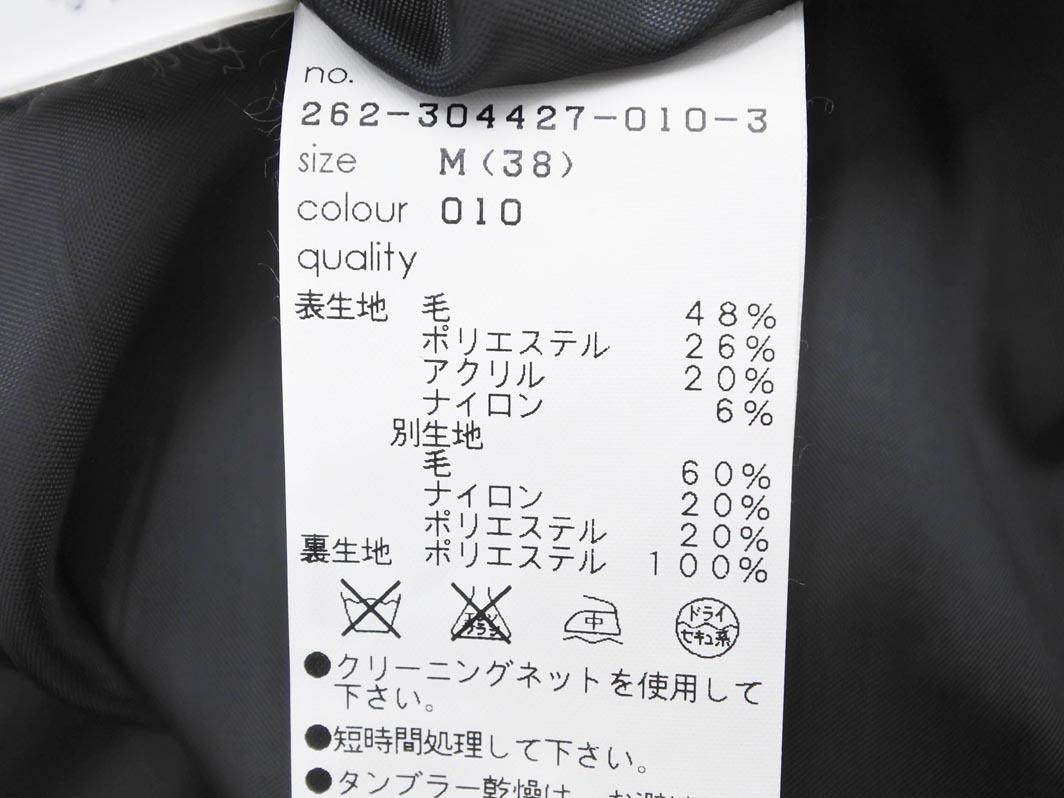 no.
262-304427-010-3
size M(38)
colour 010
quality
表生地 毛 48%
ポリエステル 26%
アクリル 20%
ナイロン 6%
別生地
毛 60%
ナイロン 20%
ポリエステル 20%
裏生地 ポリエステル 100%
中 ドライ
セキユ系
●クリーニングネットを使用して
下さい。
●短時間処理して下さい。
●タンブラー乾燥は、お避け